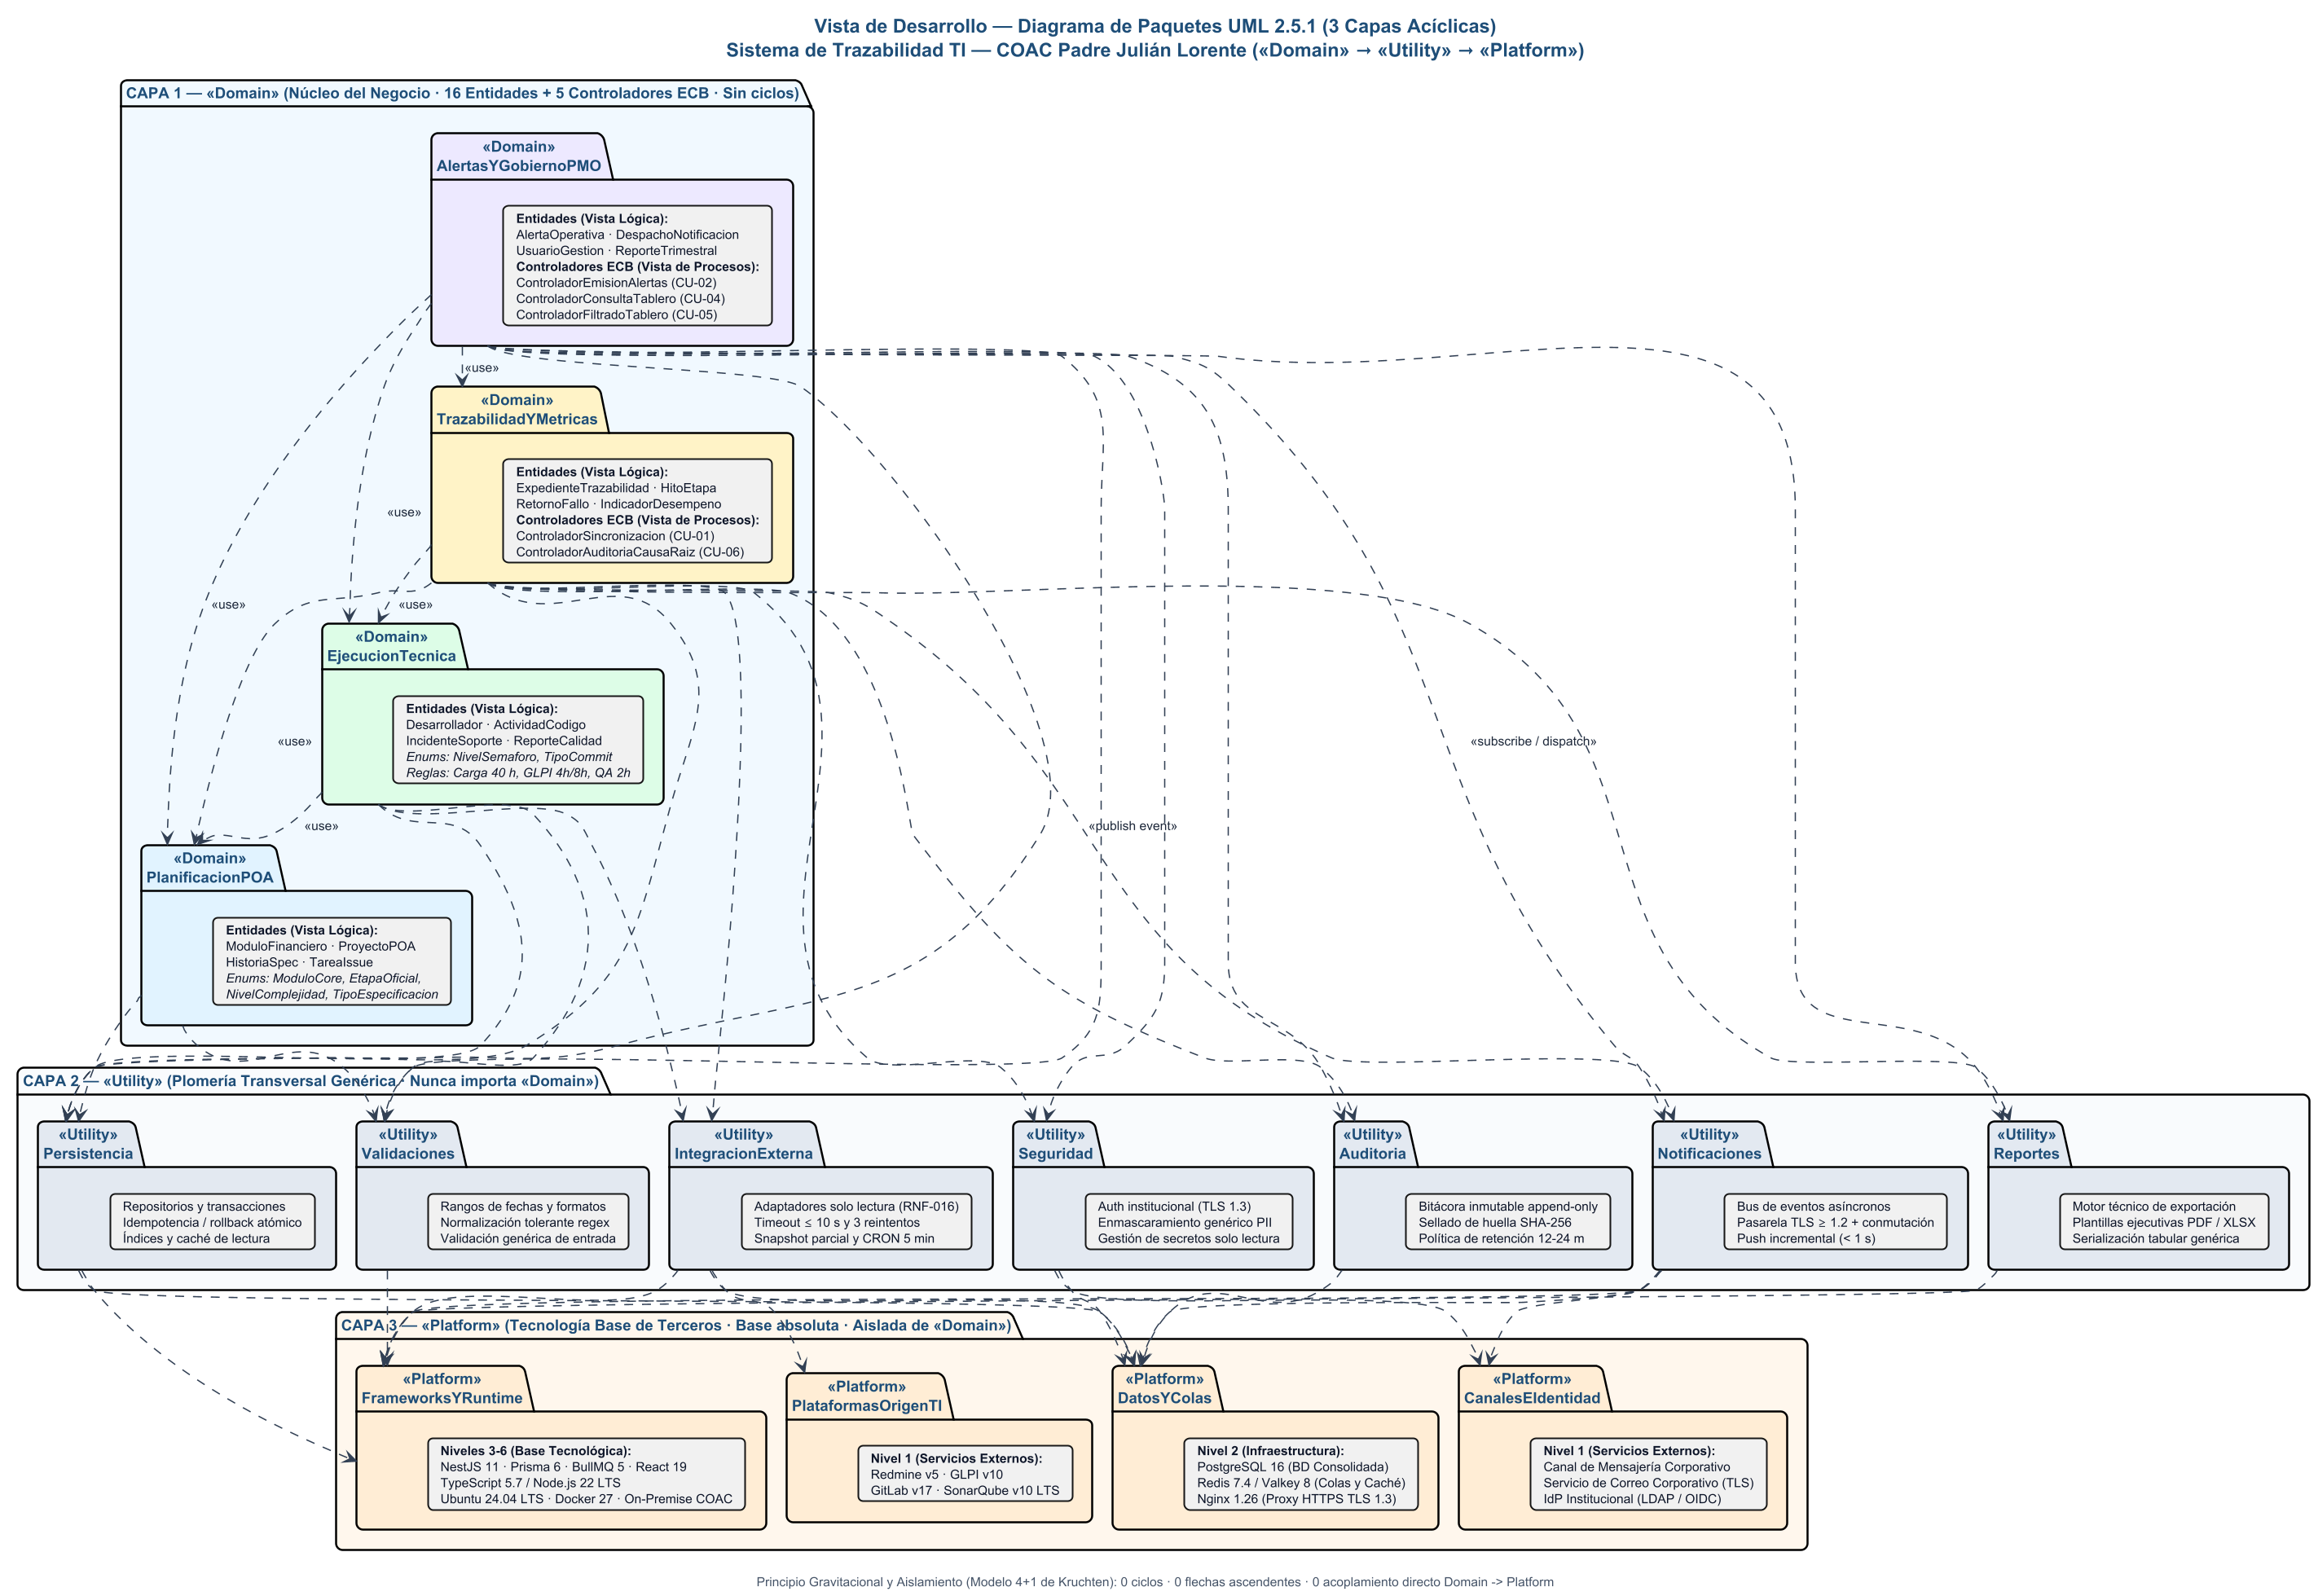 Vista de Desarrollo — Diagrama de Paquetes UML 2.5.1 (3 Capas Acíclicas)
Sistema de Trazabilidad TI — COAC Padre Julián Lorente («Domain» → «Utility» → «Platform»)
CAPA 1 — «Domain» (Núcleo del Negocio · 16 Entidades + 5 Controladores ECB · Sin ciclos)
«Domain»
AlertasYGobiernoPMO
Entidades (Vista Lógica):
AlertaOperativa · DespachoNotificacion
UsuarioGestion · ReporteTrimestral
Controladores ECB (Vista de Procesos):
ControladorEmisionAlertas (CU-02)
ControladorConsultaTablero (CU-04)
ControladorFiltradoTablero (CU-05)
«use»
«Domain»
TrazabilidadYMetricas
Entidades (Vista Lógica):
ExpedienteTrazabilidad · HitoEtapa
RetornoFallo · IndicadorDesempeno
Controladores ECB (Vista de Procesos):
ControladorSincronizacion (CU-01)
ControladorAuditoriaCausaRaiz (CU-06)
«use»
«use»
«use»
«Domain»
EjecucionTecnica
Entidades (Vista Lógica):
Desarrollador · ActividadCodigo
IncidenteSoporte · ReporteCalidad
Enums: NivelSemaforo, TipoCommit
Reglas: Carga 40 h, GLPI 4h/8h, QA 2h
«use»
«subscribe / dispatch»
«use»
«publish event»
«Domain»
PlanificacionPOA
Entidades (Vista Lógica):
ModuloFinanciero · ProyectoPOA
HistoriaSpec · TareaIssue
Enums: ModuloCore, EtapaOficial,
NivelComplejidad, TipoEspecificacion
CAPA 2 — «Utility» (Plomería Transversal Genérica · Nunca importa «Domain»)
«Utility»
Persistencia
Repositorios y transacciones
Idempotencia / rollback atómico
Índices y caché de lectura
«Utility»
Validaciones
Rangos de fechas y formatos
Normalización tolerante regex
Validación genérica de entrada
«Utility»
IntegracionExterna
Adaptadores solo lectura (RNF-016)
Timeout ≤ 10 s y 3 reintentos
Snapshot parcial y CRON 5 min
«Utility»
Seguridad
Auth institucional (TLS 1.3)
Enmascaramiento genérico PII
Gestión de secretos solo lectura
«Utility»
Auditoria
Bitácora inmutable append-only
Sellado de huella SHA-256
Política de retención 12-24 m
«Utility»
Notificaciones
Bus de eventos asíncronos
Pasarela TLS ≥ 1.2 + conmutación
Push incremental (< 1 s)
«Utility»
Reportes
Motor técnico de exportación
Plantillas ejecutivas PDF / XLSX
Serialización tabular genérica
CAPA 3 — «Platform» (Tecnología Base de Terceros · Base absoluta · Aislada de «Domain»)
«Platform»
FrameworksYRuntime
Niveles 3-6 (Base Tecnológica):
NestJS 11 · Prisma 6 · BullMQ 5 · React 19
TypeScript 5.7 / Node.js 22 LTS
Ubuntu 24.04 LTS · Docker 27 · On-Premise COAC
«Platform»
PlataformasOrigenTI
Nivel 1 (Servicios Externos):
Redmine v5 · GLPI v10
GitLab v17 · SonarQube v10 LTS
«Platform»
DatosYColas
Nivel 2 (Infraestructura):
PostgreSQL 16 (BD Consolidada)
Redis 7.4 / Valkey 8 (Colas y Caché)
Nginx 1.26 (Proxy HTTPS TLS 1.3)
«Platform»
CanalesEIdentidad
Nivel 1 (Servicios Externos):
Canal de Mensajería Corporativo
Servicio de Correo Corporativo (TLS)
IdP Institucional (LDAP / OIDC)
Principio Gravitacional y Aislamiento (Modelo 4+1 de Kruchten): 0 ciclos · 0 flechas ascendentes · 0 acoplamiento directo Domain -> Platform